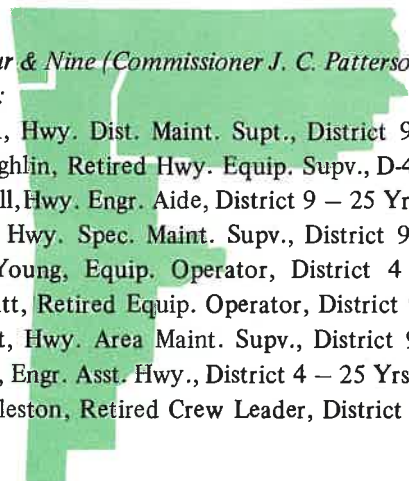 & Nine (Commissioner J. C. Patterso
:
, Hwy. Dist. Maint. Supt., District 9
ghlin, Retired Hwy. Equip. Supv., D-4
ll, Hwy. Engr. Aide, District 9 – 25 Yr
Hwy. Spec. Maint. Supv., District 9
Young, Equip. Operator, District 4
tt, Retired Equip. Operator, District
t, Hwy. Area Maint. Supv., District 9
, Engr. Asst. Hwy., District 4 – 25 Yrs
leston, Retired Crew Leader, District